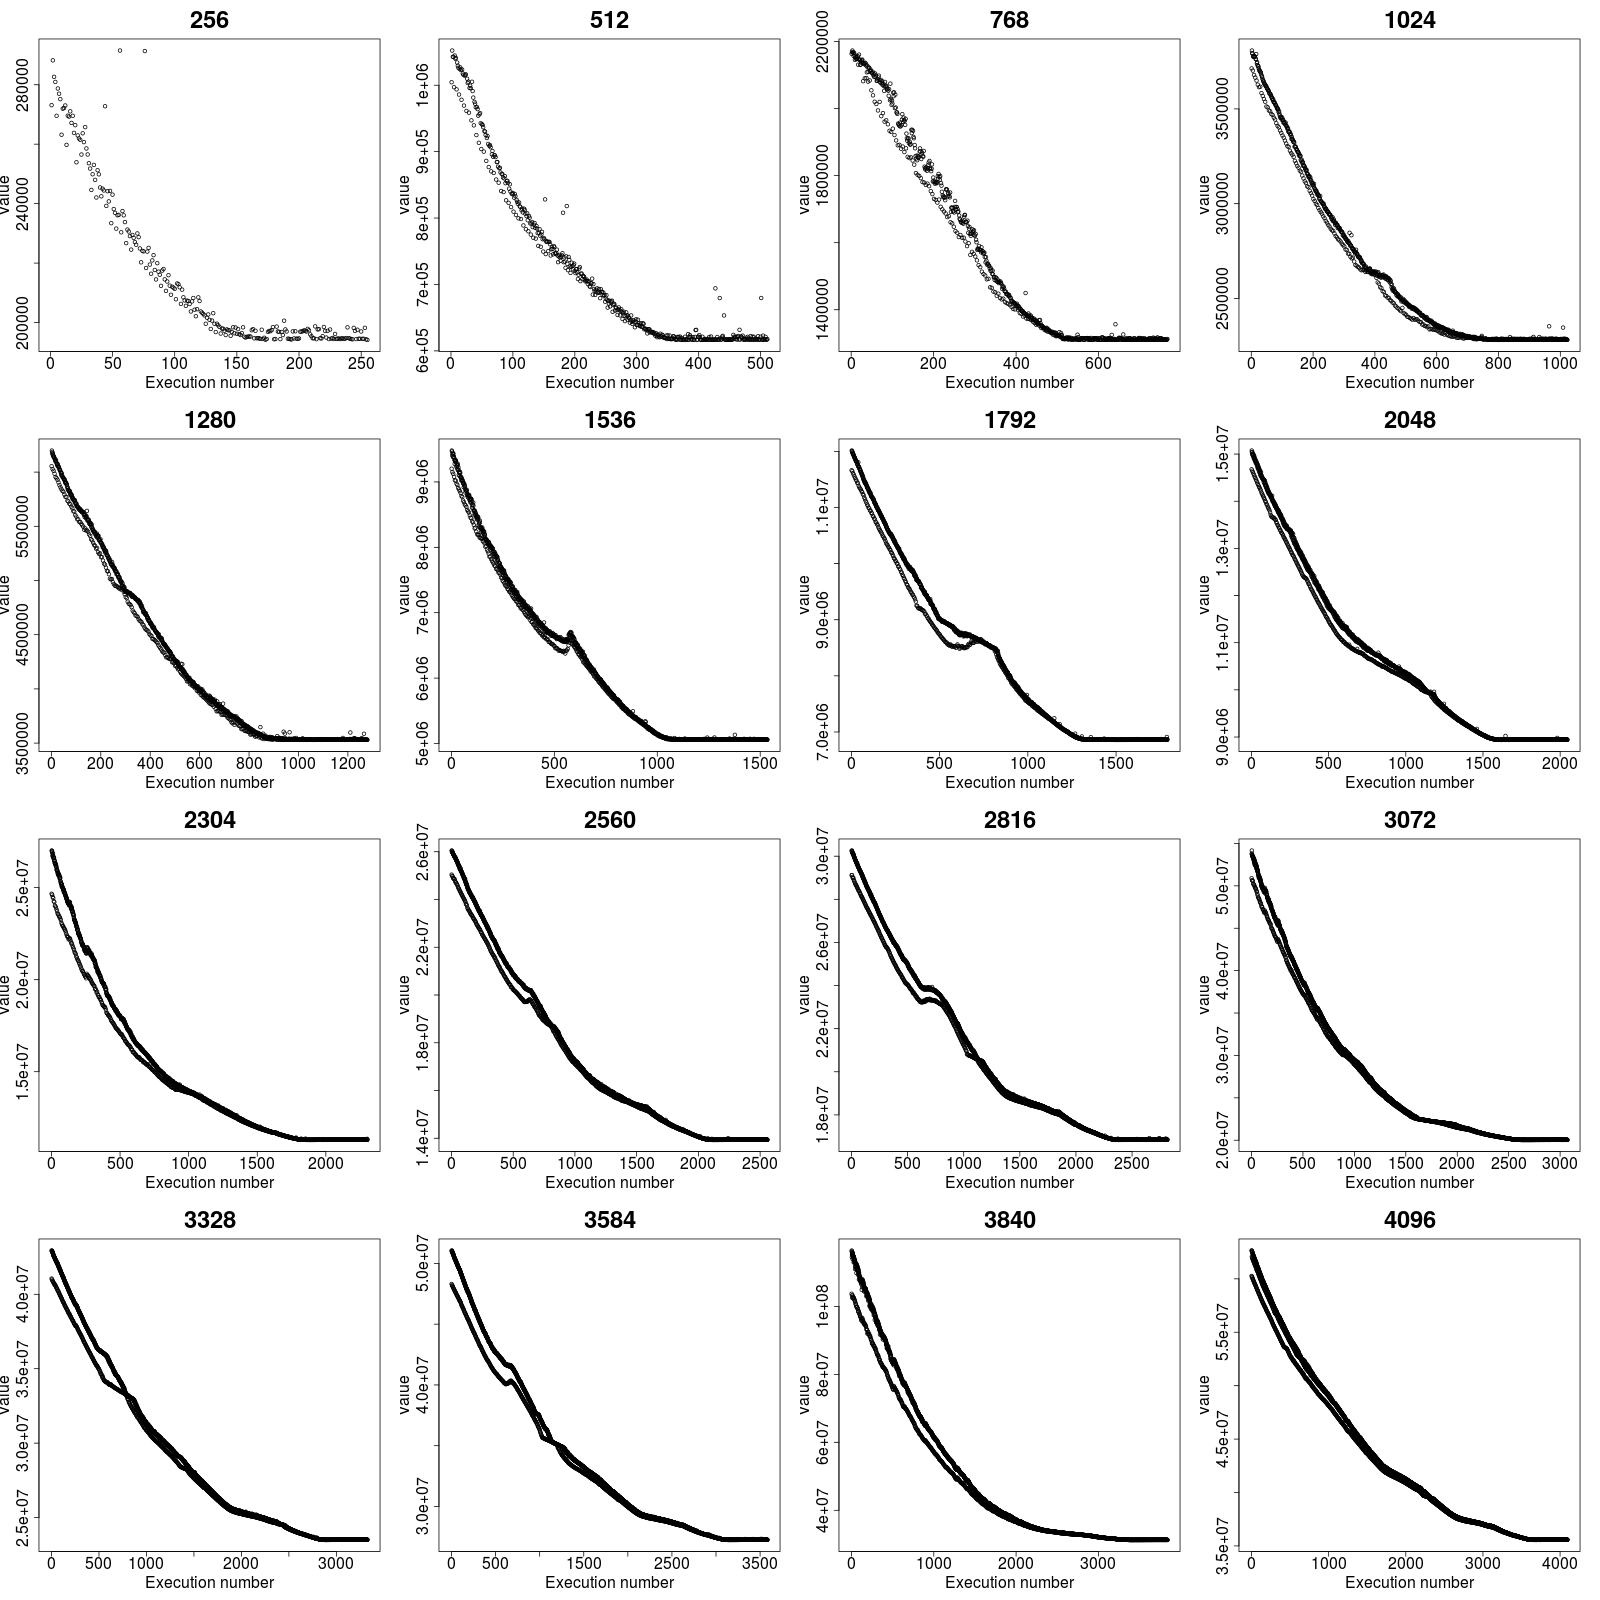 256 512 768 1024
value 200000 240000 280000
value 6e+05 7e+05 8e+05 9e+05 1e+06
value 1400000 1800000 2200000
value 2500000 3000000 3500000
0 50 100 150 200 250
0 100 200 300 400 500
0 200 400 600
0 200 400 600 800 1000
Execution number Execution number Execution number Execution number
1280 1536 1792 2048
value 3500000 4500000 5500000
value 5e+06 6e+06 7e+06 8e+06 9e+06
value 7.0e+06 9.0e+06 1.1e+07
value 9.0e+06 1.1e+07 1.3e+07 1.5e+07
0 200 400 600 800 1000 1200
0 500 1000 1500
0 500 1000 1500
0 500 1000 1500 2000
Execution number Execution number Execution number Execution number
2304 2560 2816 3072
value 1.5e+07 2.0e+07 2.5e+07
value 1.4e+07 1.8e+07 2.2e+07 2.6e+07
value 1.8e+07 2.2e+07 2.6e+07 3.0e+07
value 2.0e+07 3.0e+07 4.0e+07 5.0e+07
0 500 1000 1500 2000
0 500 1000 1500 2000 2500
0 500 1000 1500 2000 2500
0 500 1000 1500 2000 2500 3000
Execution number Execution number Execution number Execution number
3328 3584 3840 4096
value 2.5e+07 3.0e+07 3.5e+07 4.0e+07
value 3.0e+07 4.0e+07 5.0e+07
value 4e+07 6e+07 8e+07 1e+08
value 3.5e+07 4.5e+07 5.5e+07
0 500 1000 2000 3000
0 500 1500 2500 3500
0 1000 2000 3000
0 1000 2000 3000 4000
Execution number Execution number Execution number Execution number